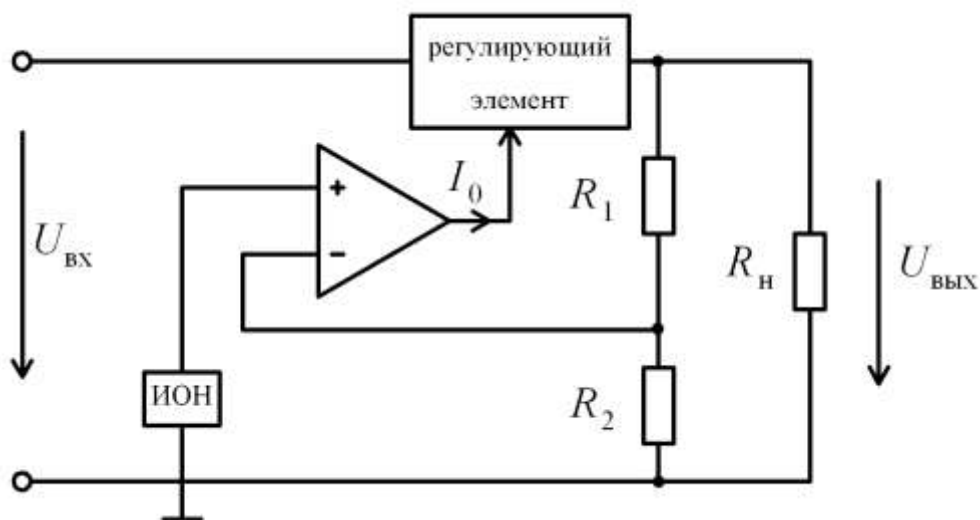 регулирующий
элемент
+
I₀
R₁
Uвх
−
Rн
Uвых
ИОН
R₂